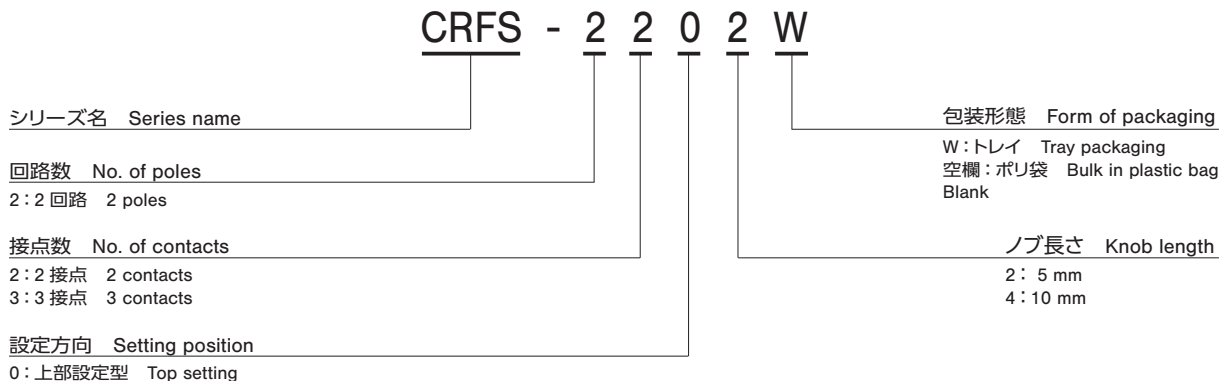 CRFS - 2 2 0 2 W
シリーズ名 Series name
回路数 No. of poles
2：2 回路 2 poles
接点数 No. of contacts
2：2 接点 2 contacts
3：3 接点 3 contacts
設定方向 Setting position
0：上部設定型 Top setting
包装形態 Form of packaging
W：トレイ Tray packaging
空欄：ポリ袋 Bulk in plastic bag
Blank
ノブ長さ Knob length
2： 5 mm
4：10 mm